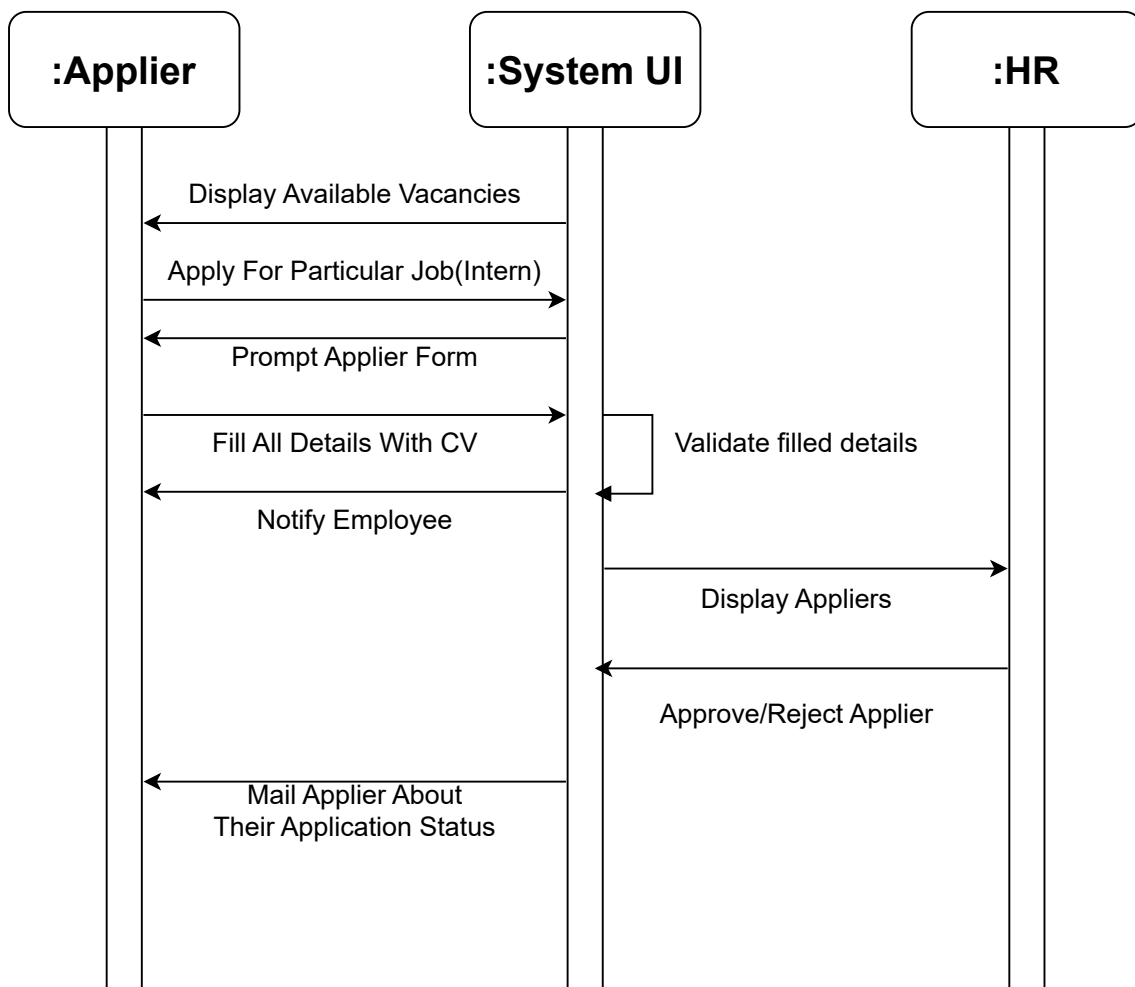 :Applier
:System UI
:HR
Display Available Vacancies
Apply For Particular Job(Intern)
Prompt Applier Form
Fill All Details With CV
Validate filled details
Notify Employee
Display Appliers
Approve/Reject Applier
Mail Applier About
Their Application Status